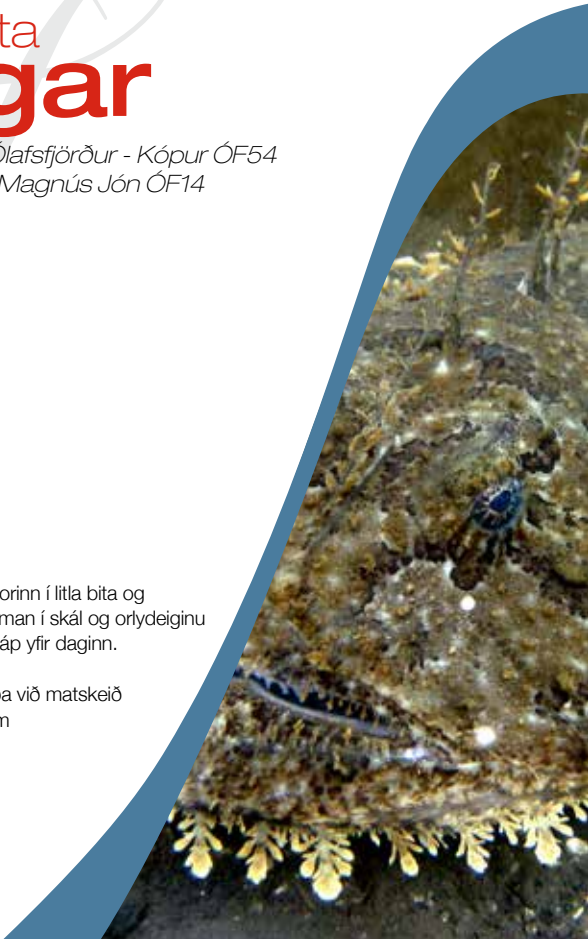 ta
gar
Ólafsfjörður - Kópur ÓF54
Magnús Jón ÓF14
orinn í litla bita og
man í skál og orlydeiginu
áp yfir daginn.
a við matskeið
m